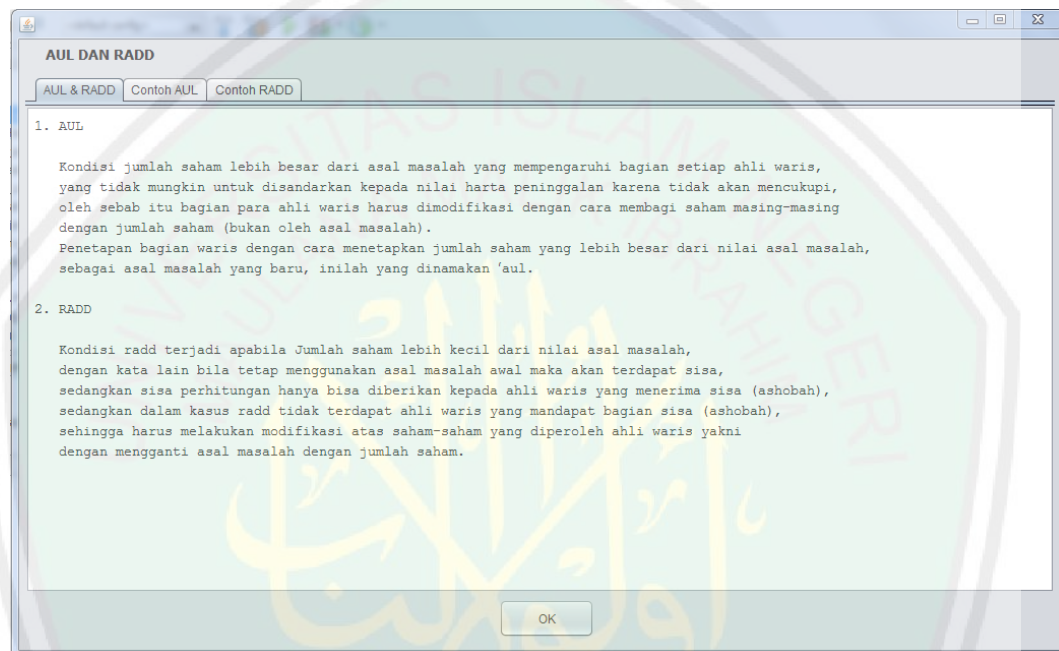 AUL DAN RADD
AUL & RADD Contoh AUL Contoh RADD
1. AUL
Kondisi jumlah saham lebih besar dari asal masalah yang mempengaruhi bagian setiap ahli waris,
yang tidak mungkin untuk disandarkan kepada nilai harta peninggalan karena tidak akan mencukupi,
oleh sebab itu bagian para ahli waris harus dimodifikasi dengan cara membagi saham masing-masing
dengan jumlah saham (bukan oleh asal masalah).
Penetapan bagian waris dengan cara menetapkan jumlah saham yang lebih besar dari nilai asal masalah,
sebagai asal masalah yang baru, inilah yang dinamakan 'aul.
2. RADD
Kondisi radd terjadi apabila Jumlah saham lebih kecil dari nilai asal masalah,
dengan kata lain bila tetap menggunakan asal masalah awal maka akan terdapat sisa,
sedangkan sisa perhitungan hanya bisa diberikan kepada ahli waris yang menerima sisa (ashobah),
sedangkan dalam kasus radd tidak terdapat ahli waris yang mandapat bagian sisa (ashobah),
sehingga harus melakukan modifikasi atas saham-saham yang diperoleh ahli waris yakni
dengan mengganti asal masalah dengan jumlah saham.
OK